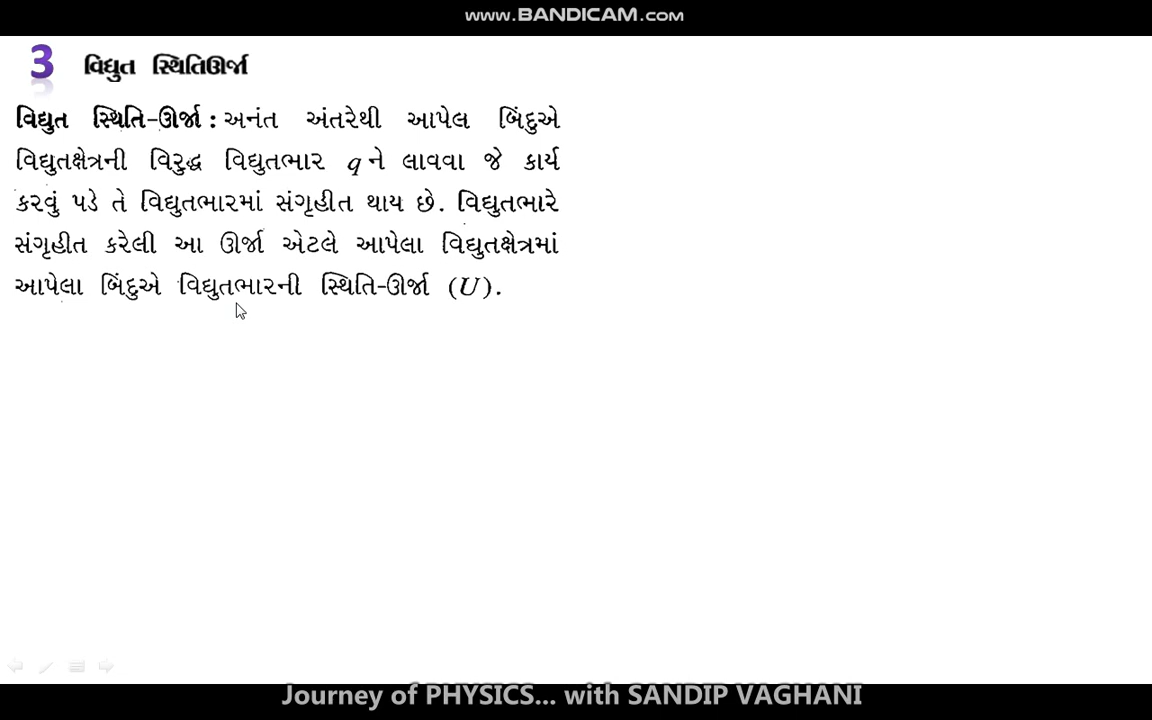 www.BANDICAM.com
3 વિદ્યુત સ્થિતિઊર્જા
વિદ્યુત સ્થિતિ-ઊર્જા : અનંત અંતરેથી આપેલ બિંદુએ
વિદ્યુતક્ષેત્રની વિરુદ્ધ વિદ્યુતભાર q ને લાવવા જે કાર્ય
કરવું પડે તે વિદ્યુતભારમાં સંગૃહીત થાય છે. વિદ્યુતભારે
સંગૃહીત કરેલી આ ઊર્જા એટલે આપેલા વિદ્યુતક્ષેત્રમાં
આપેલા બિંદુએ વિદ્યુતભારની સ્થિતિ-ઊર્જા (U).
Journey of PHYSICS... with SANDIP VAGHANI